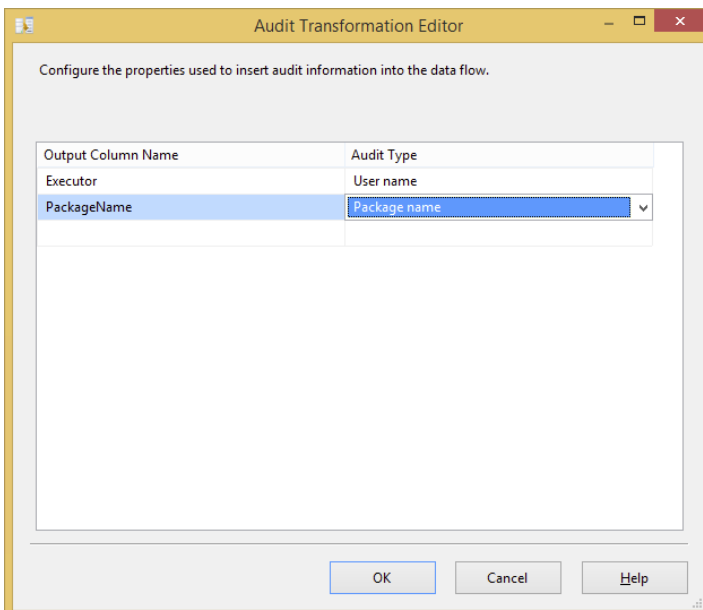 Audit Transformation Editor
Configure the properties used to insert audit information into the data flow.
Output Column Name Audit Type
Executor User name
PackageName Package name
OK Cancel Help